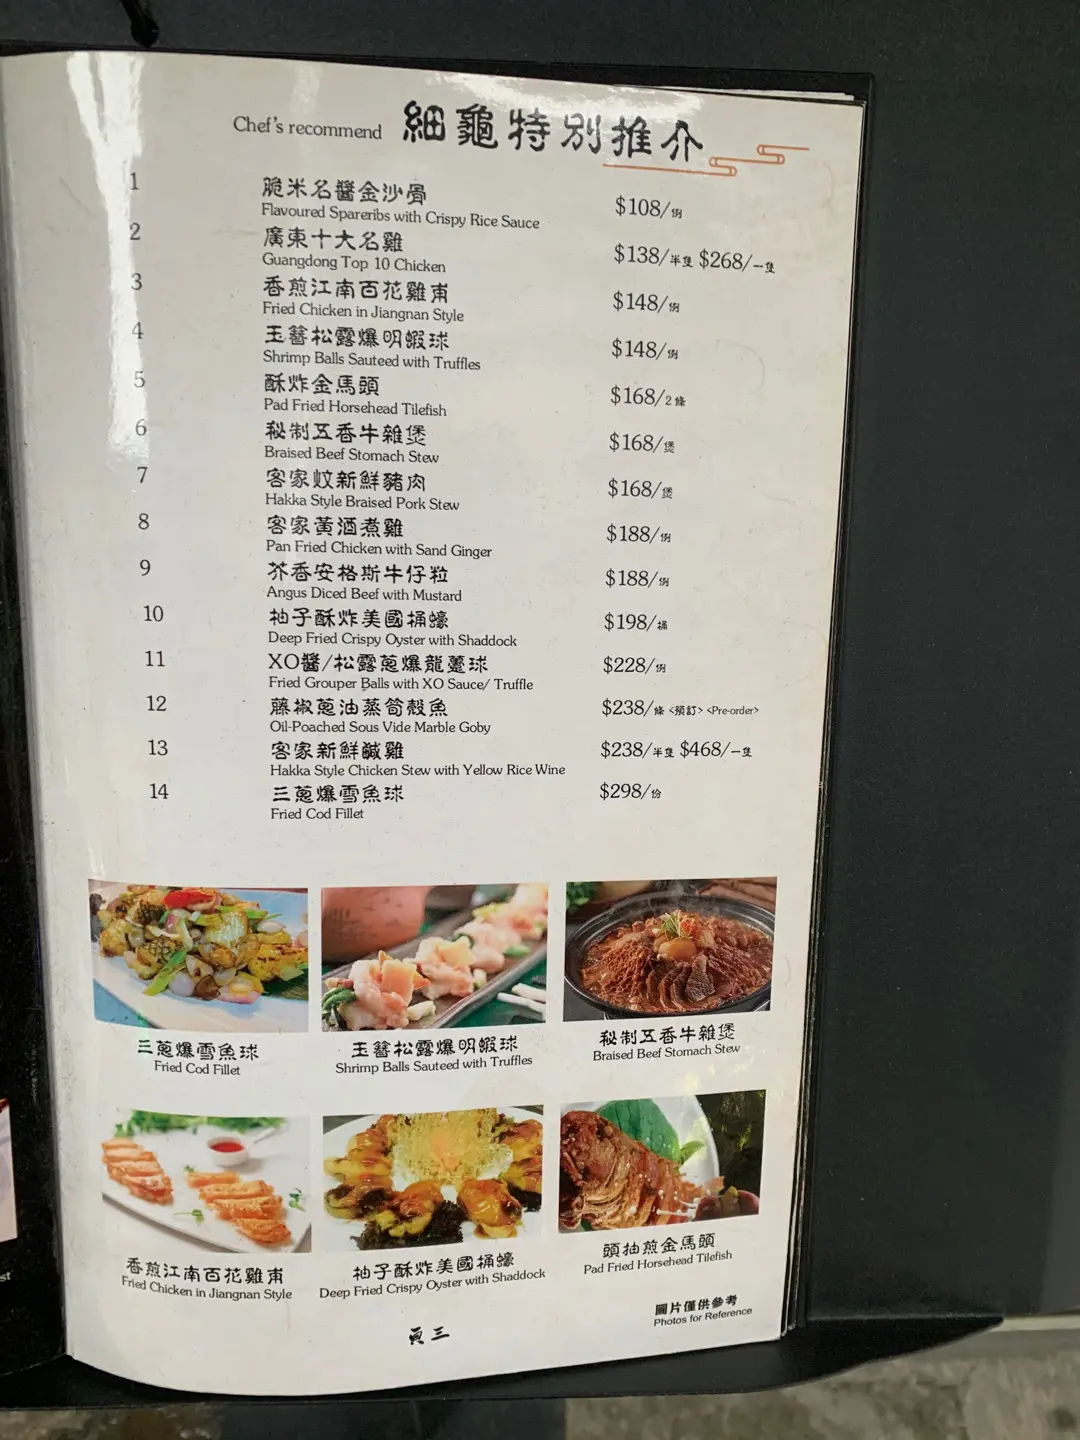 Chef's recommend 細龜特別推介
1 脆米名醬金沙骨 $108/例
Flavoured Spareribs with Crispy Rice Sauce
2 廣東十大名雞 $138/半隻 $268/一隻
Guangdong Top 10 Chicken
3 香煎江南百花雞甫 $148/例
Fried Chicken in Jiangnan Style
4 玉簪松露爆明蝦球 $148/例
Shrimp Balls Sauteed with Truffles
5 酥炸金馬頭 $168/2條
Pad Fried Horsehead Tilefish
6 秘制五香牛雜煲 $168/煲
Braised Beef Stomach Stew
7 客家炆新鮮豬肉 $168/煲
Hakka Style Braised Pork Stew
8 客家黃酒煮雞 $188/例
Pan Fried Chicken with Sand Ginger
9 芥香安格斯牛仔粒 $188/例
Angus Diced Beef with Mustard
10 柚子酥炸美國桶蠔 $198/桶
Deep Fried Crispy Oyster with Shaddock
11 XO醬/松露蔥爆龍躉球 $228/例
Fried Grouper Balls with XO Sauce/ Truffle
12 藤椒蔥油蒸筍殼魚 $238/條 <預訂> <Pre-order>
Oil-Poached Sous Vide Marble Goby
13 客家新鮮鹹雞 $238/半隻 $468/一隻
Hakka Style Chicken Stew with Yellow Rice Wine
14 三蔥爆雪魚球 $298/份
Fried Cod Fillet
三蔥爆雪魚球
Fried Cod Fillet
玉簪松露爆明蝦球
Shrimp Balls Sauteed with Truffles
秘制五香牛雜煲
Braised Beef Stomach Stew
香煎江南百花雞甫
Fried Chicken in Jiangnan Style
柚子酥炸美國桶蠔
Deep Fried Crispy Oyster with Shaddock
頭抽煎金馬頭
Pad Fried Horsehead Tilefish
圖片僅供參考
Photos for Reference
頁三